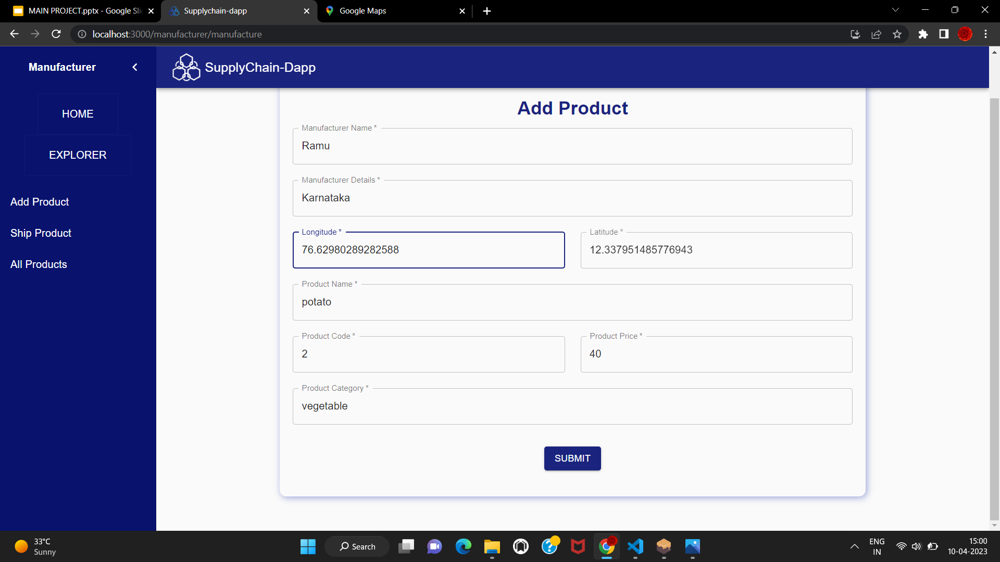 MAIN PROJECT.pptx - Google Sli
Supplychain-dapp
Google Maps
localhost:3000/manufacturer/manufacture
Manufacturer
SupplyChain-Dapp
HOME
EXPLORER
Add Product
Ship Product
All Products
Add Product
Manufacturer Name *
Ramu
Manufacturer Details *
Karnataka
Longitude *
76.62980289282588
Latitude *
12.337951485776943
Product Name *
potato
Product Code *
2
Product Price *
40
Product Category *
vegetable
SUBMIT
33°C
Sunny
Search
ENG
IN
15:00
10-04-2023